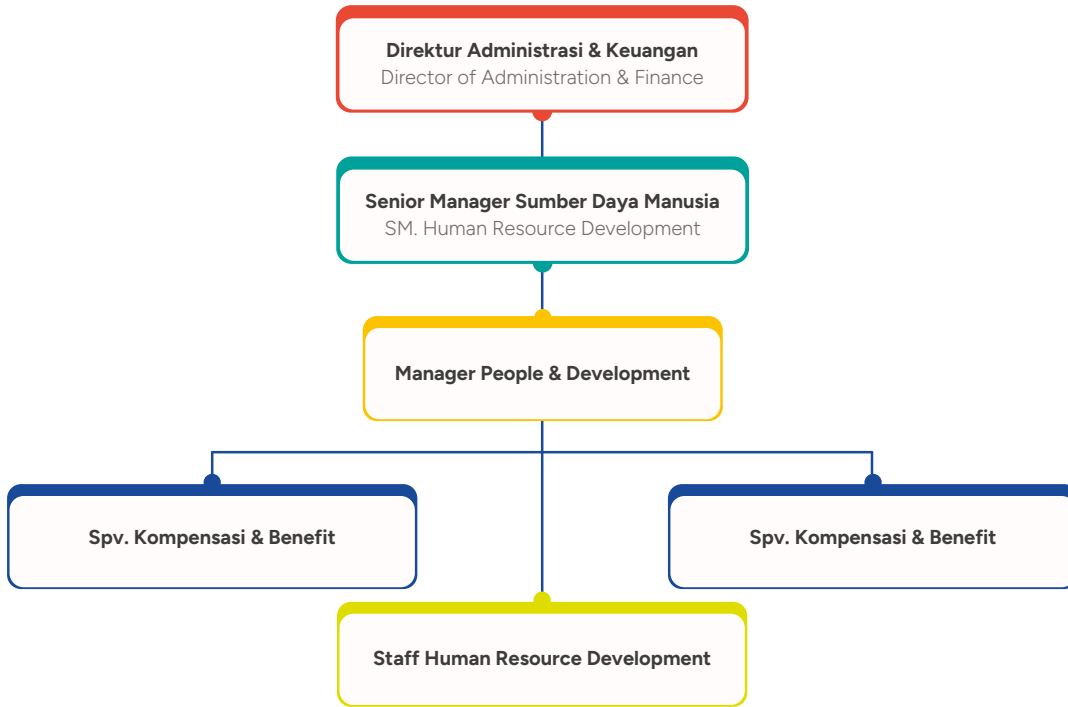 Direktur Administrasi & Keuangan
Director of Administration & Finance
Senior Manager Sumber Daya Manusia
SM. Human Resource Development
Manager People & Development
Spv. Kompensasi & Benefit
Spv. Kompensasi & Benefit
Staff Human Resource Development